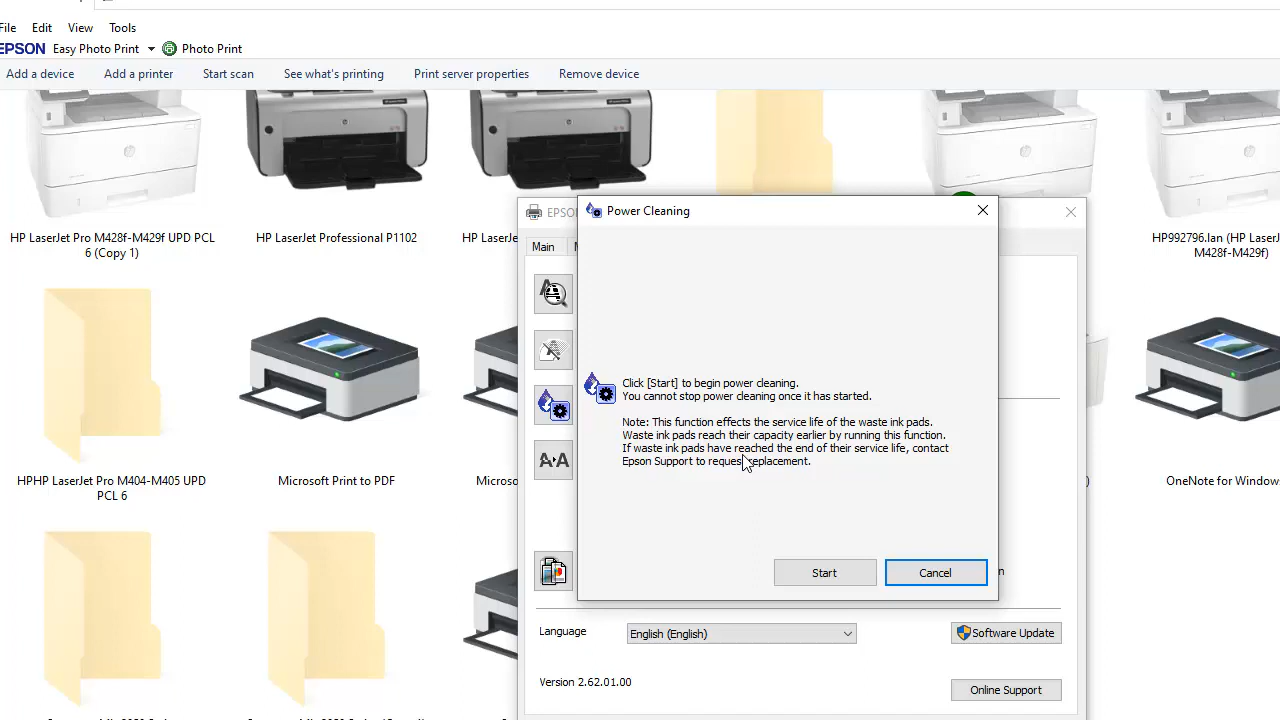 File Edit View Tools
EPSON Easy Photo Print Photo Print
Add a device Add a printer Start scan See what's printing Print server properties Remove device
HP LaserJet Pro M428f-M429f UPD PCL
6 (Copy 1)
HP LaserJet Professional P1102
HP LaserJe
HP992796.lan (HP LaserJ
M428f-M429f)
EPSON
Power Cleaning
Main
Click [Start] to begin power cleaning.
You cannot stop power cleaning once it has started.
Note: This function effects the service life of the waste ink pads.
Waste ink pads reach their capacity earlier by running this function.
If waste ink pads have reached the end of their service life, contact
Epson Support to request replacement.
HPHP LaserJet Pro M404-M405 UPD
PCL 6
Microsoft Print to PDF
Microso
OneNote for Window
Start Cancel
n
Language English (English) Software Update
Version 2.62.01.00
Online Support